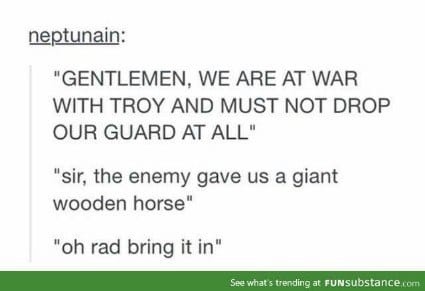 neptunain:
"GENTLEMEN, WE ARE AT WAR
WITH TROY AND MUST NOT DROP
OUR GUARD AT ALL"
"sir, the enemy gave us a giant
wooden horse"
"oh rad bring it in"
See what's trending at FUNsubstance.com